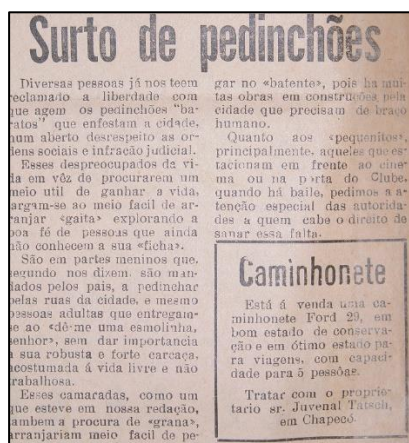 Surto de pedinchões
Diversas pessoas já nos teem
reclamado a liberdade com
que agem os pedinchões "ba-
ratos" que enfestam a cidade,
num aberto desrespeito as or-
dens sociais e infração judicial.
Esses despreocupados da vi-
da em vêz de procurarem um
meio util de ganhar a vida,
largam-se ao meio facil de ar-
ranjar «gaita» explorando a
boa fé de pessoas que ainda
não conhecem a sua «ficha».
São em partes meninos que,
segundo nos dizem, são man-
dados pelos pais, a pedinchar
pelas ruas da cidade, e mesmo
pessoas adultas que entregam-
se ao «dê-me uma esmolinha,
senhor», sem dar importancia
a sua robusta e forte carcaça,
acostumada á vida livre e não
trabalhosa.
Esses camaradas, como um
que esteve em nossa redação,
tambem a procura de «grana»,
arranjariam meio facil de pe-
gar no «batente», pois ha mui-
tas obras em construções pela
cidade que precisam de braço
humano.
Quanto aos «pequenitos»,
principalmente, aqueles que es-
tacionam em frente ao cine-
ma ou na porta do Clube,
quando há baile, pedimos a a-
tenção especial das autorida-
des a quem cabe o direito de
sanar essa falta.
Caminhonete
Está á venda uma ca-
minhonete Ford 29, em
bom estado de conserva-
ção e em ótimo estado pa-
ra viagens, com capaci-
dade para 5 pessôas.
Tratar com o proprie-
tario sr. Juvenal Tatsch,
em Chapecó.